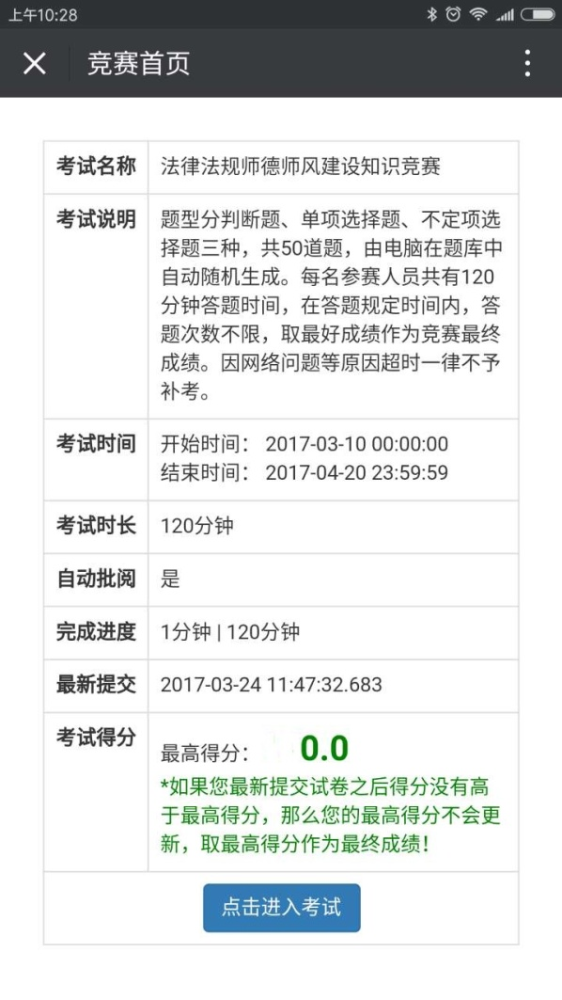 上午10:28
竞赛首页
考试名称 法律法规师德师风建设知识竞赛
考试说明 题型分判断题、单项选择题、不定项选
择题三种，共50道题，由电脑在题库中
自动随机生成。每名参赛人员共有120
分钟答题时间，在答题规定时间内，答
题次数不限，取最好成绩作为竞赛最终
成绩。因网络问题等原因超时一律不予
补考。
考试时间 开始时间： 2017-03-10 00:00:00
结束时间： 2017-04-20 23:59:59
考试时长 120分钟
自动批阅 是
完成进度 1分钟 | 120分钟
最新提交 2017-03-24 11:47:32.683
考试得分 最高得分： 0.0
*如果您最新提交试卷之后得分没有高
于最高得分，那么您的最高得分不会更
新，取最高得分作为最终成绩！
点击进入考试